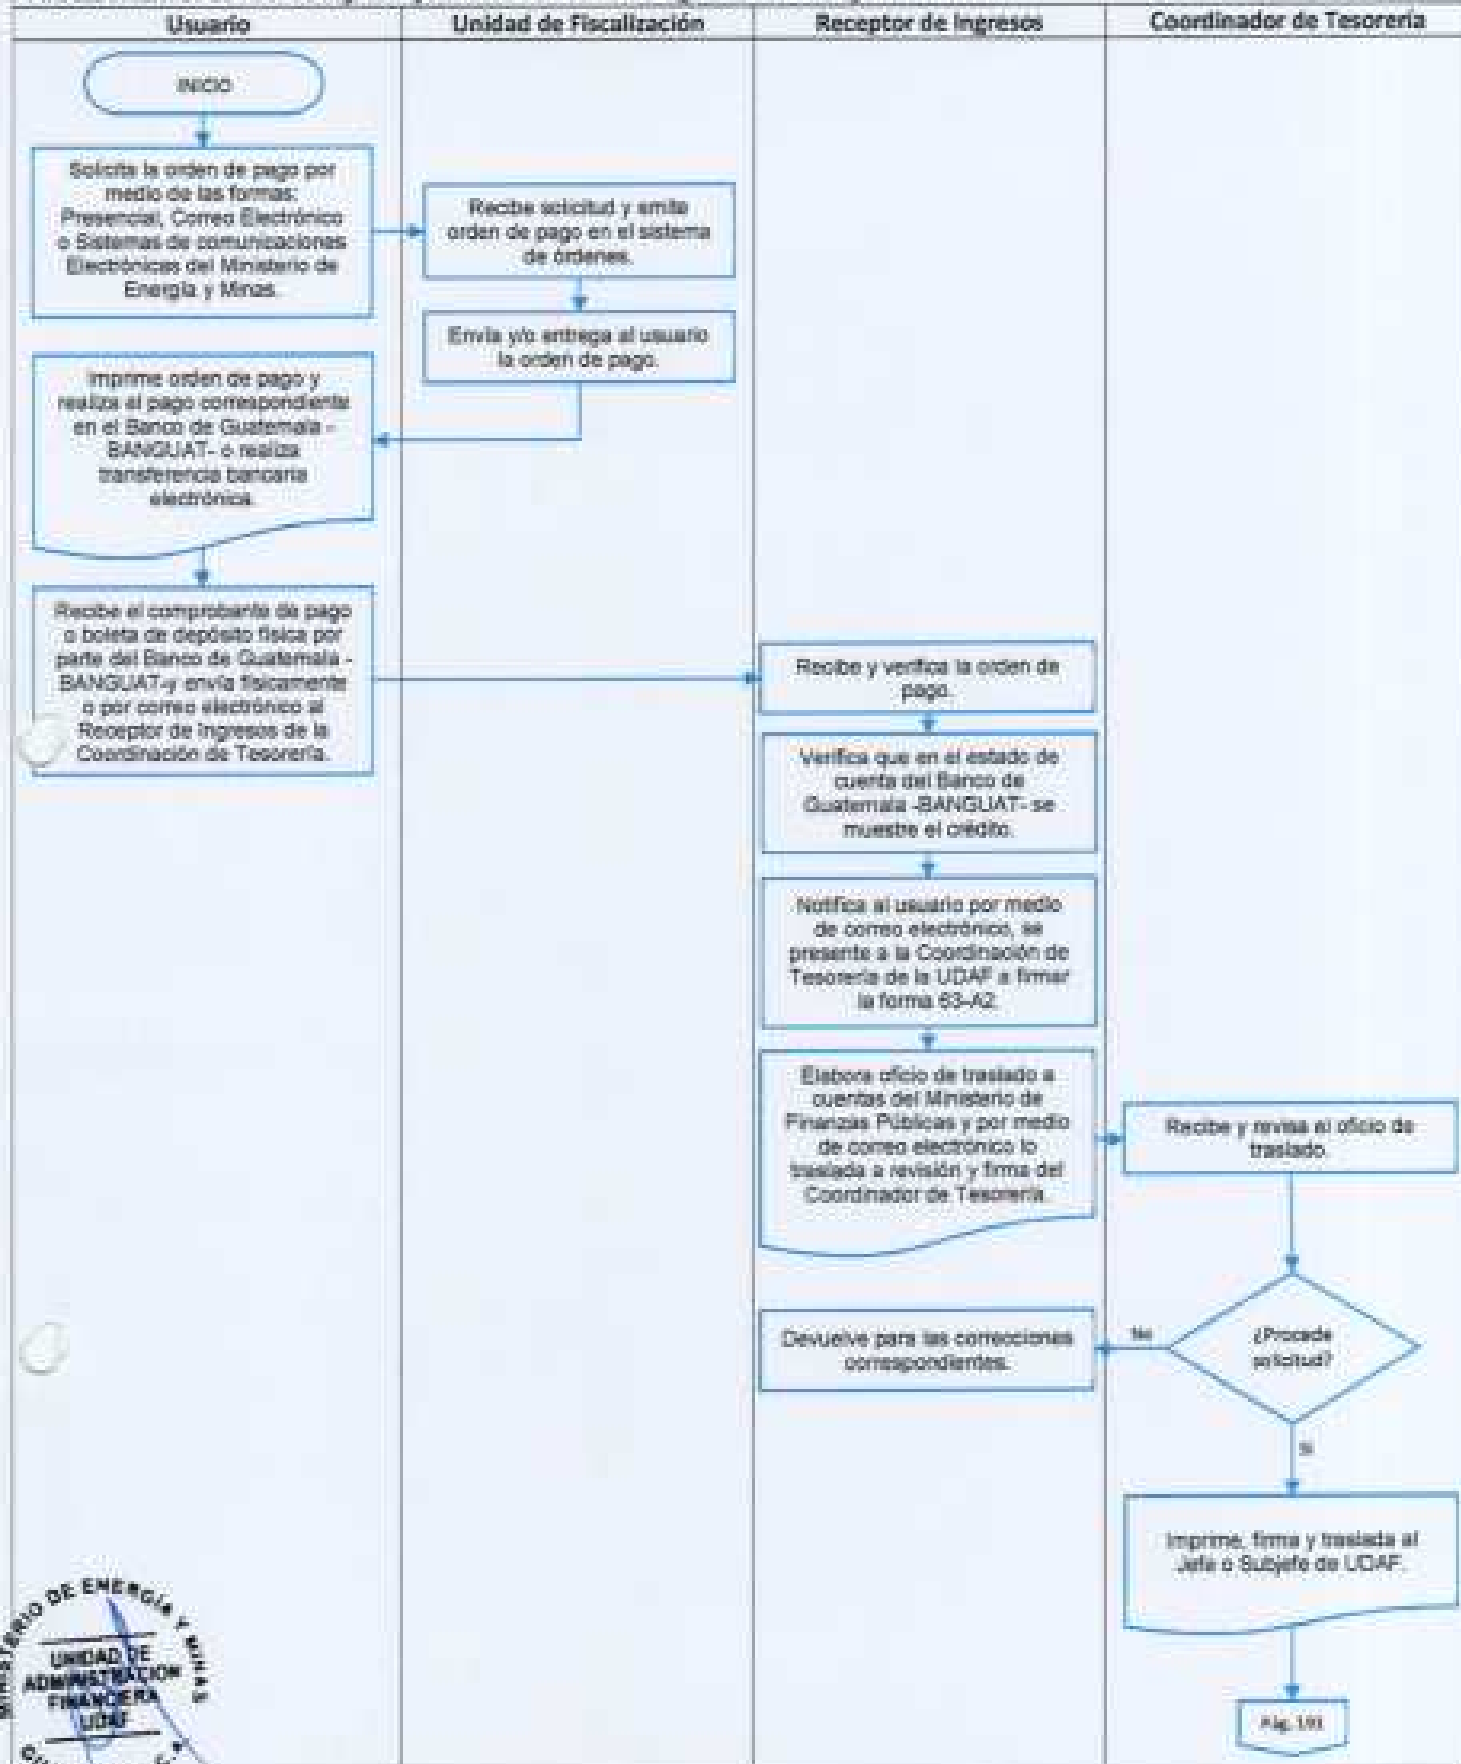 Usuario
Unidad de Fiscalización
Receptor de Ingresos
Coordinador de Tesorería
INICIO
Solicita la orden de pago por
medio de las formas:
Presencial, Correo Electrónico
o Sistemas de comunicaciones
Electrónicas del Ministerio de
Energía y Minas.
Recibe solicitud y emite
orden de pago en el sistema
de órdenes.
Envía y/o entrega al usuario
la orden de pago.
Imprime orden de pago y
realiza el pago correspondiente
en el Banco de Guatemala -
BANGUAT- o realiza
transferencia bancaria
electrónica.
Recibe el comprobante de pago
o boleta de depósito física por
parte del Banco de Guatemala -
BANGUAT-y envía físicamente
o por correo electrónico al
Receptor de Ingresos de la
Coordinación de Tesorería.
Recibe y verifica la orden de
pago.
Verifica que en el estado de
cuenta del Banco de
Guatemala -BANGUAT- se
muestre el crédito.
Notifica al usuario por medio
de correo electrónico, se
presente a la Coordinación de
Tesorería de la UDAF a firmar
la forma 63-A2.
Elabora oficio de traslado a
cuentas del Ministerio de
Finanzas Públicas y por medio
de correo electrónico lo
traslada a revisión y firma del
Coordinador de Tesorería.
Recibe y revisa el oficio de
traslado.
¿Procede
solicitud?
No
Devuelve para las correcciones
correspondientes.
Si
Imprime, firma y traslada al
Jefe o Subjefe de UDAF.
Pág. 191
MINISTERIO DE ENERGÍA Y MINAS
UNIDAD DE
ADMINISTRACION
FINANCIERA
UDAF